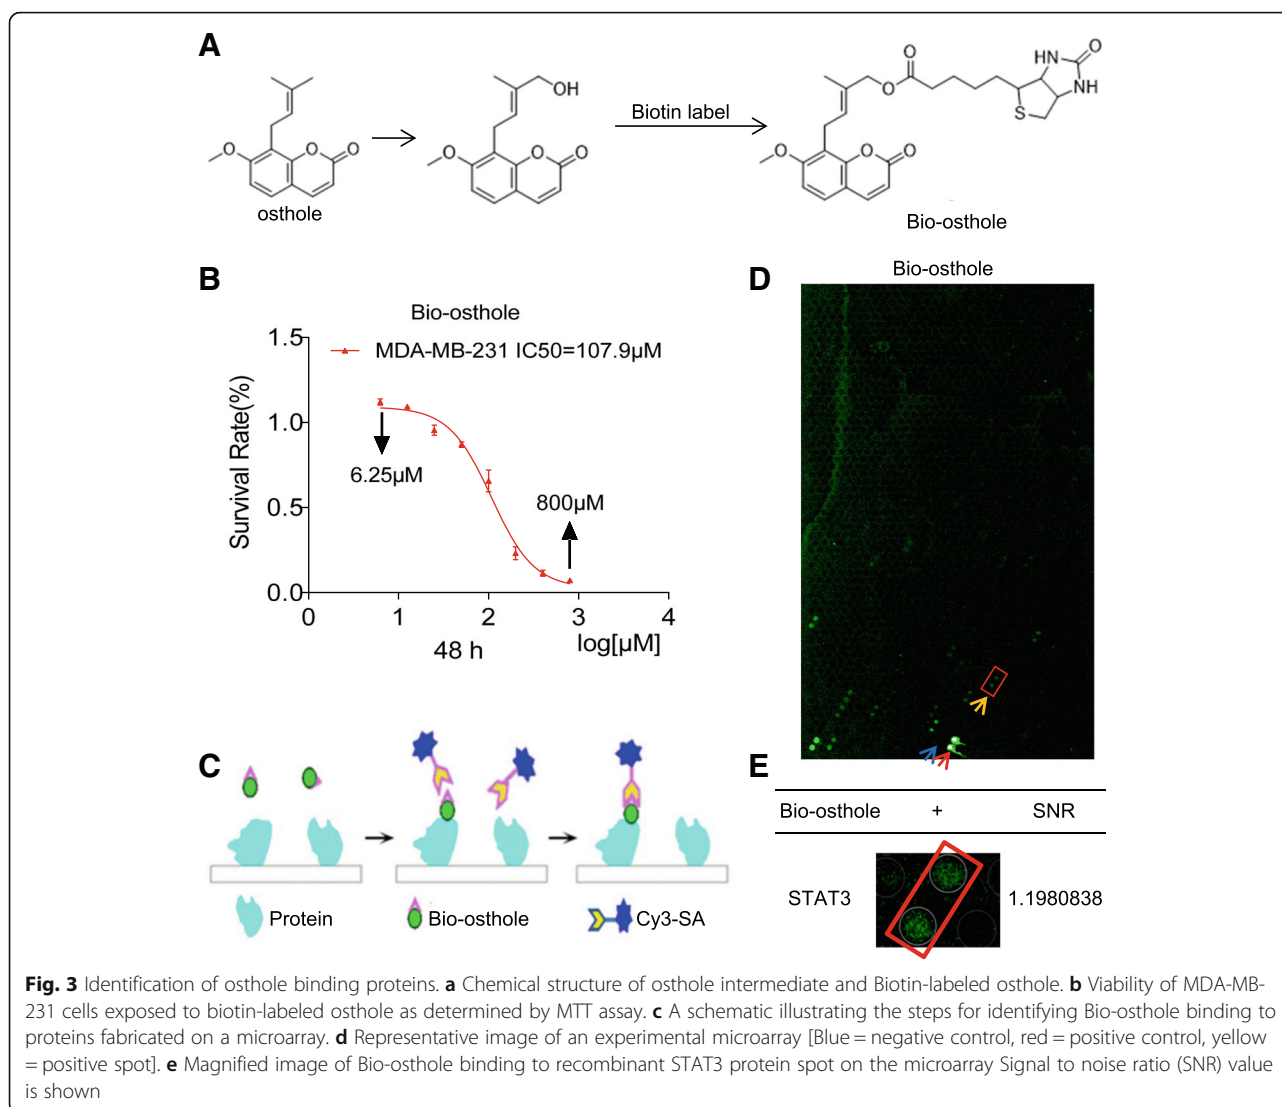 A
OH
HN
O
NH
S
O
O
O
O
O
O
O
O
O
Biotin label
osthole
Bio-osthole
B
Bio-osthole
1.5
MDA-MB-231 IC50=107.9μM
1.0
6.25μM
800μM
0.5
0.0
Survival Rate(%)
0 1 2 3 4
48 h
log[μM]
D
Bio-osthole
C
Protein
Bio-osthole
Cy3-SA
E
Bio-osthole + SNR
STAT3 1.1980838
Fig. 3 Identification of osthole binding proteins. a Chemical structure of osthole intermediate and Biotin-labeled osthole. b Viability of MDA-MB-
231 cells exposed to biotin-labeled osthole as determined by MTT assay. c A schematic illustrating the steps for identifying Bio-osthole binding to
proteins fabricated on a microarray. d Representative image of an experimental microarray [Blue = negative control, red = positive control, yellow
= positive spot]. e Magnified image of Bio-osthole binding to recombinant STAT3 protein spot on the microarray Signal to noise ratio (SNR) value
is shown